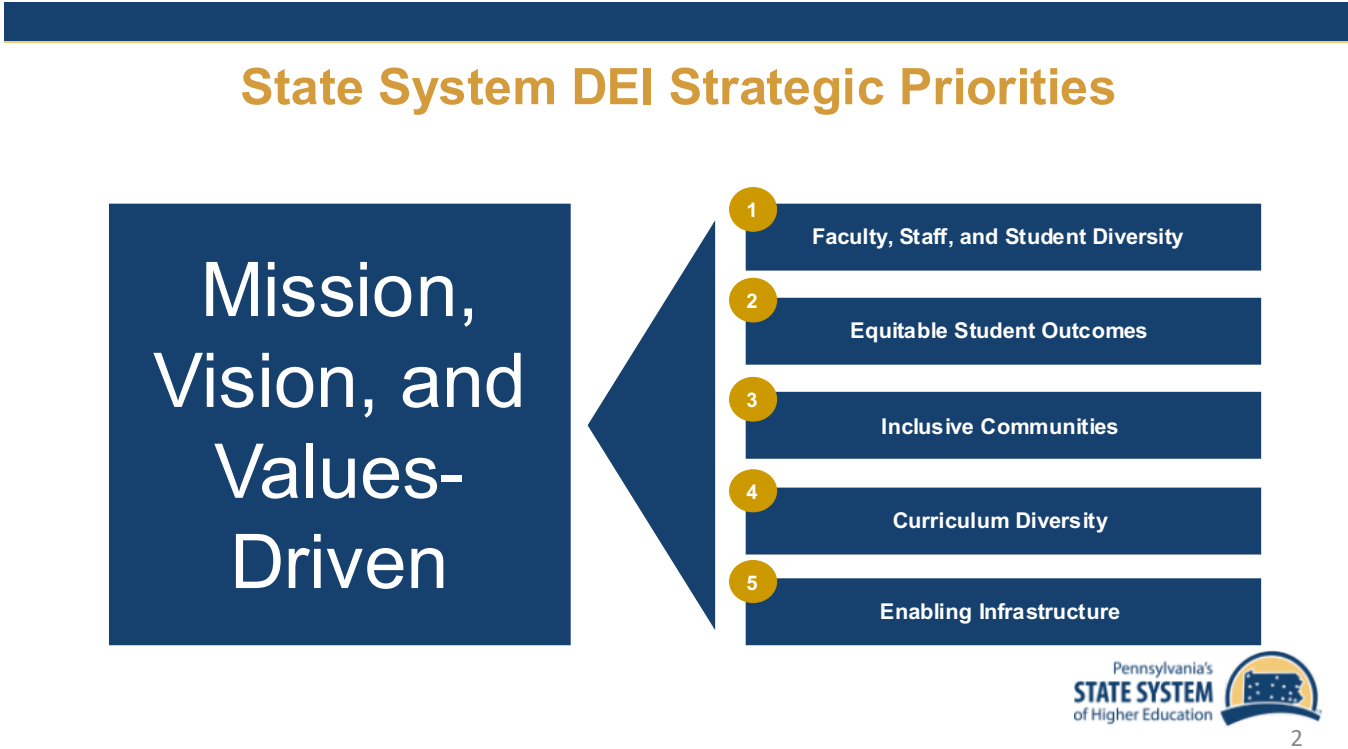 State System DEI Strategic Priorities
Mission,
Vision, and
Values-
Driven
1
Faculty, Staff, and Student Diversity
2
Equitable Student Outcomes
3
Inclusive Communities
4
Curriculum Diversity
5
Enabling Infrastructure
Pennsylvania's
STATE SYSTEM
of Higher Education
2